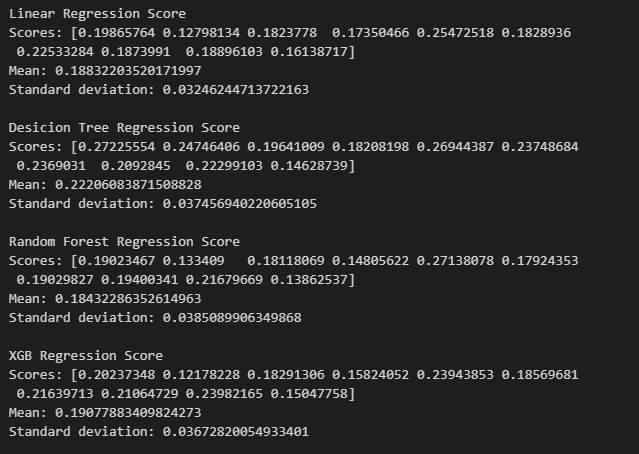 Linear Regression Score
Scores: [0.19865764 0.12798134 0.1823778  0.17350466 0.25472518 0.1828936
 0.22533284 0.1873991  0.18896103 0.16138717]
Mean: 0.18832203520171997
Standard deviation: 0.03246244713722163
Desicion Tree Regression Score
Scores: [0.27225554 0.24746406 0.19641009 0.18208198 0.26944387 0.23748684
 0.2369031  0.2092845  0.22299103 0.14628739]
Mean: 0.22206083871508828
Standard deviation: 0.037456940220605105
Random Forest Regression Score
Scores: [0.19023467 0.133409   0.18118069 0.14805622 0.27138078 0.17924353
 0.19029827 0.19400341 0.21679669 0.13862537]
Mean: 0.18432286352614963
Standard deviation: 0.0385089906349868
XGB Regression Score
Scores: [0.20237348 0.12178228 0.18291306 0.15824052 0.23943853 0.18569681
 0.21639713 0.21064729 0.23982165 0.15047758]
Mean: 0.19077883409824273
Standard deviation: 0.03672820054933401